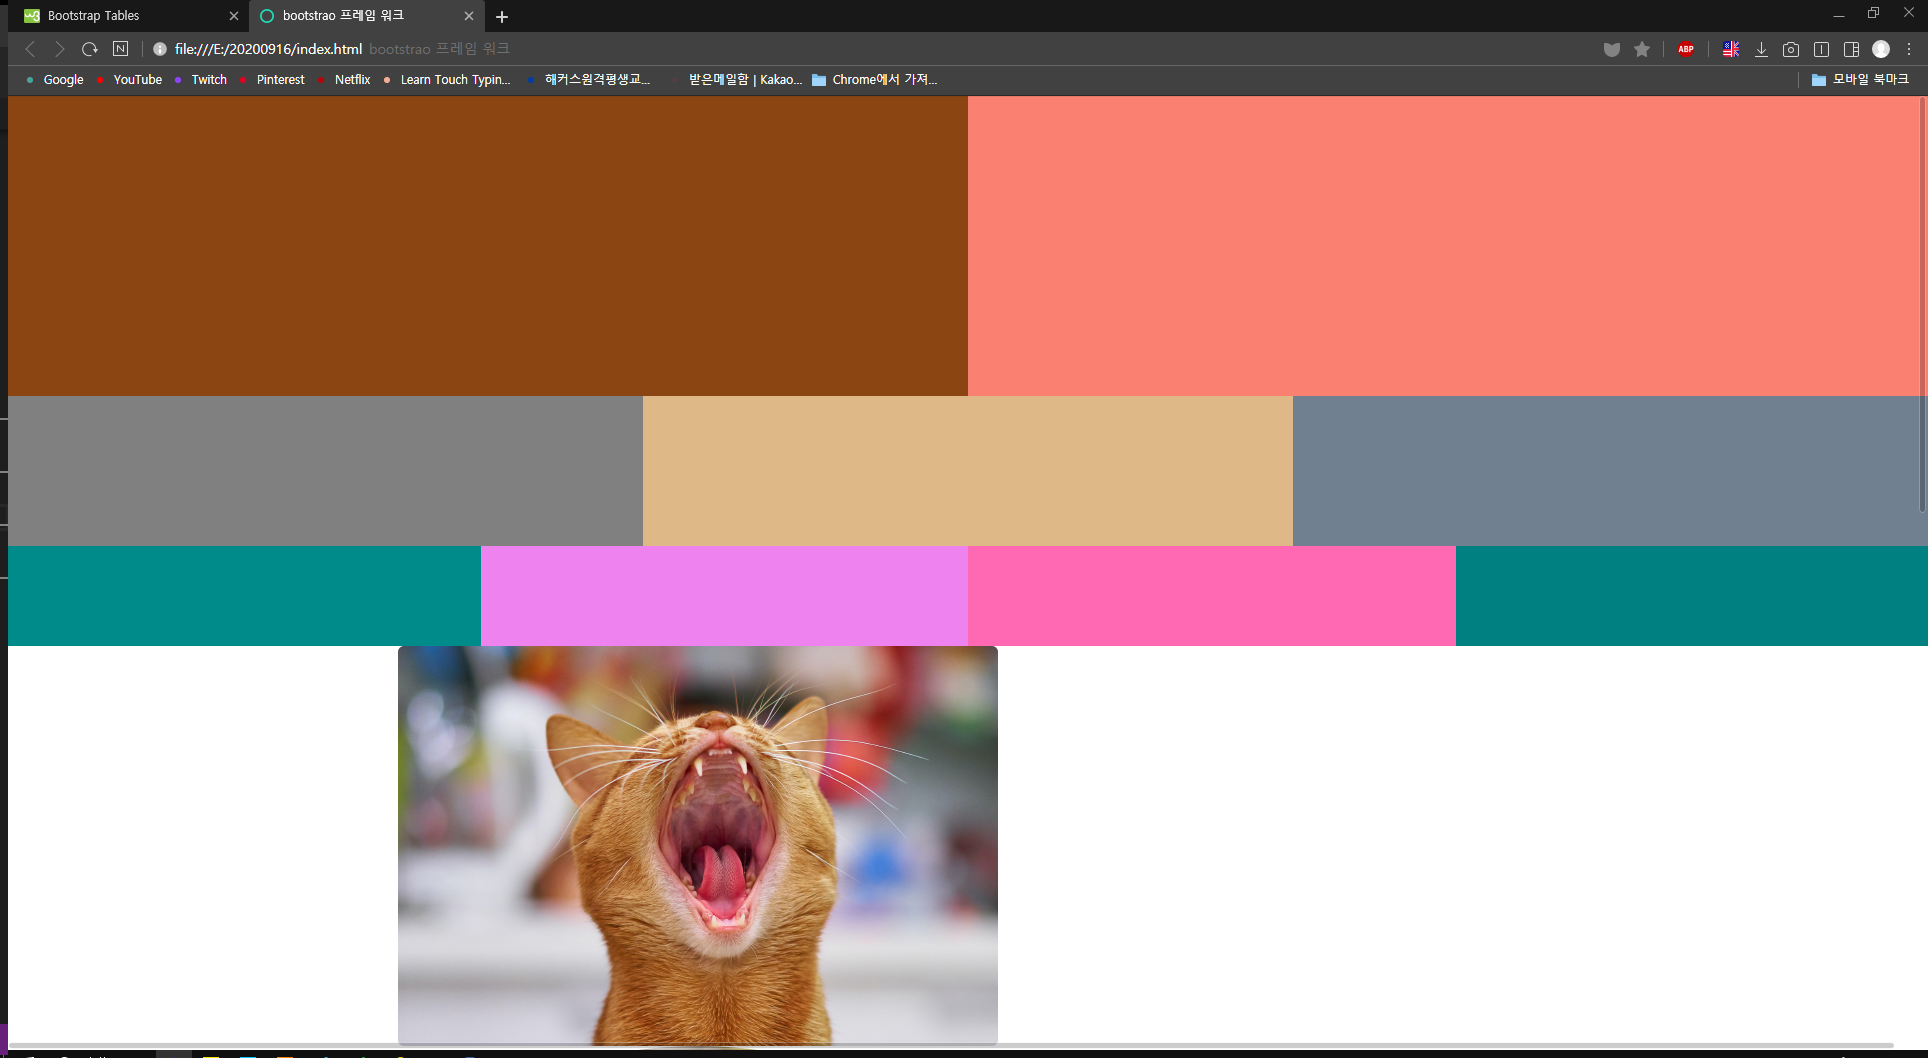 Bootstrap Tables
bootstrao 프레임 워크
N
file:///E:/20200916/index.html bootstrao 프레임 워크
ABP
Google YouTube Twitch Pinterest Netflix Learn Touch Typin... 해커스원격평생교... 받은메일함 | Kakao... Chrome에서 가져... 모바일 북마크